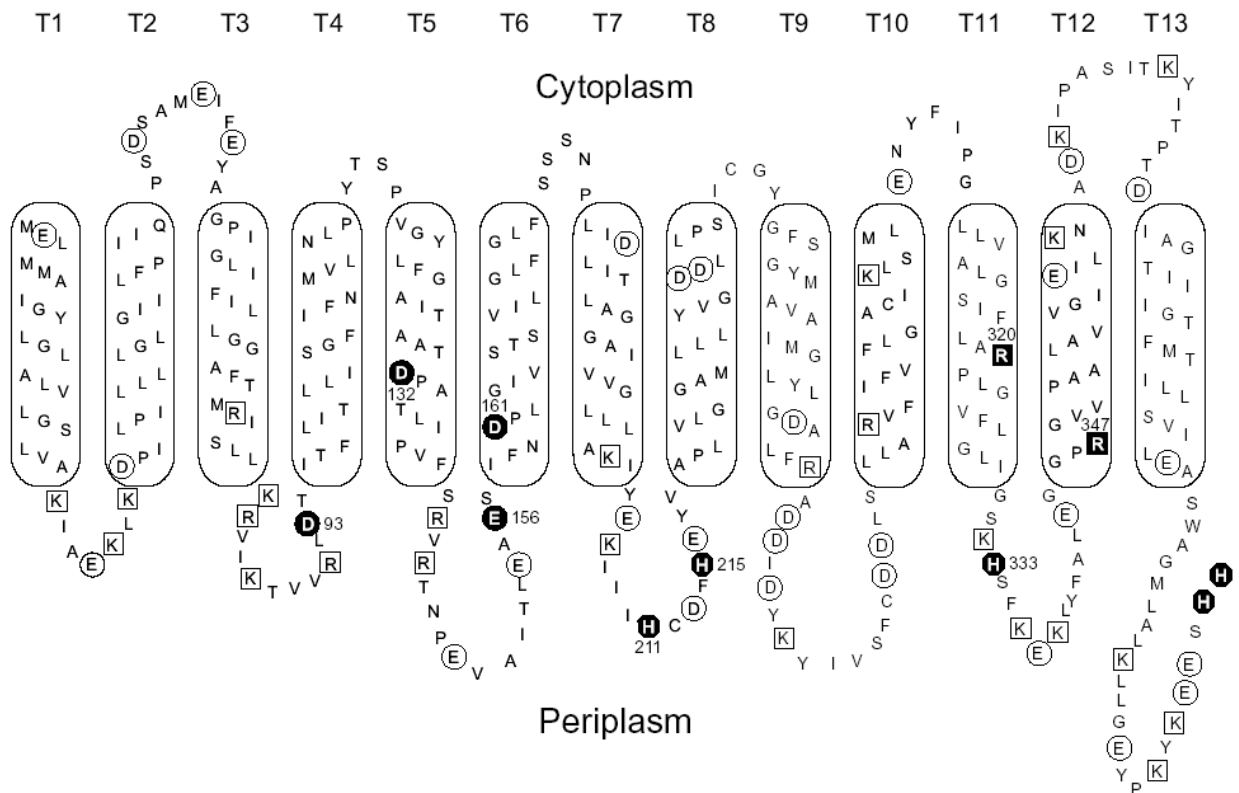 T1 T2 T3 T4 T5 T6 T7 T8 T9 T10 T11 T12 T13
Cytoplasm
P S D S A M E I F E Y A
Y T S P
S S S S N P
I C G Y
E N Y F I P G
A D K I P A S I T K Y I T P T D
M E L
M M A
I G Y
L G L
A L V
L G S
L V A
I I Q
L F P
G I I
L G L
L L L
L P I
D P
G P I
G L I
F I L
L G G
A F T
M R I
S L L
N L P
M V L
I F N
S G F
L I I
I L T
I T F
V G Y
L F G
A I T
A A T
D P A
132
T L I
P V F
G L F
G L F
V I L
S T S
G I V
161
D P L
I F N
L I D
L I T
L A G
L A I
V G G
L V L
A K I
L P S
D D L
Y V G
L L L
G A M
L L G
A P L
G F S
G Y M
A V A
I M G
L Y L
G D A
L F R
M L S
K L I
A C G
F L V
I F F
R V A
L L
L L V
A L G
S I F
320
L A R
P L G
V F L
G L I
K N L
E I I
V G V
L A A
P A V
G V
347
G P R
I A G
T I I
I G T
F M T
I L L
S V I
L E A
K I A E K L K
K R V I K T V V R L D T
93
S R V R T N P E V A I T L E A E S
156
Y E K I I I H C D F H E Y V
211
215
A D D I D Y K Y I V S F C D D L S
G S K H S F K E K L Y F A L E G
333
S W A G M L A L K L L G E Y P K Y K E E S H H
Periplasm